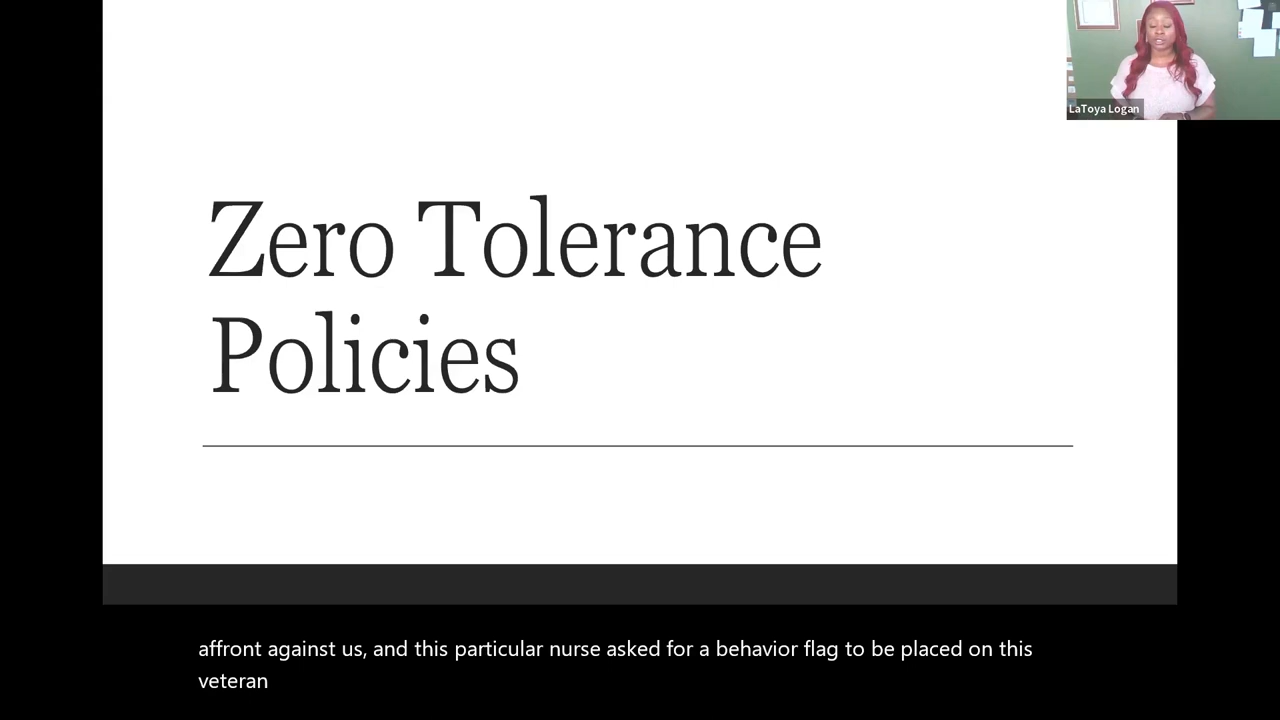 LaToya Logan
Zero Tolerance
Policies
affront against us, and this particular nurse asked for a behavior flag to be placed on this
veteran